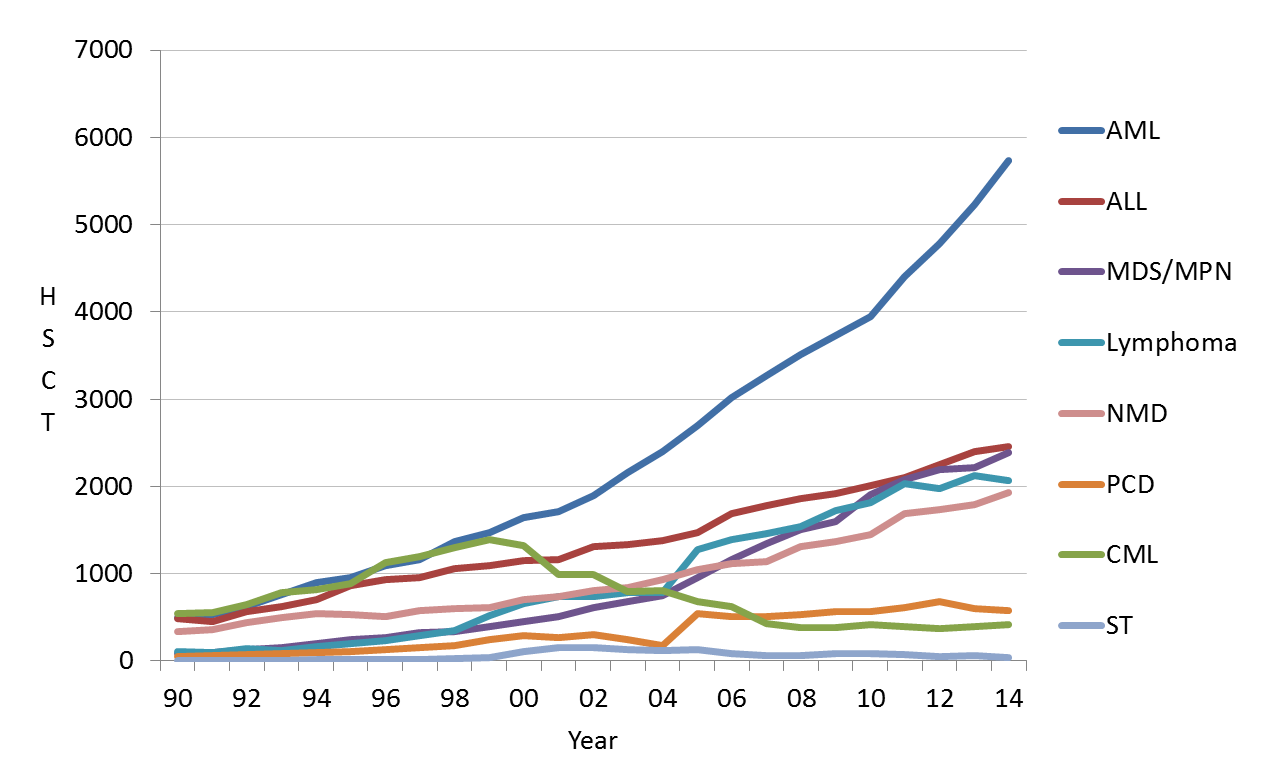 7000
6000
5000
4000
3000
2000
1000
0
H
S
C
T
90 92 94 96 98 00 02 04 06 08 10 12 14
Year
AML
ALL
MDS/MPN
Lymphoma
NMD
PCD
CML
ST